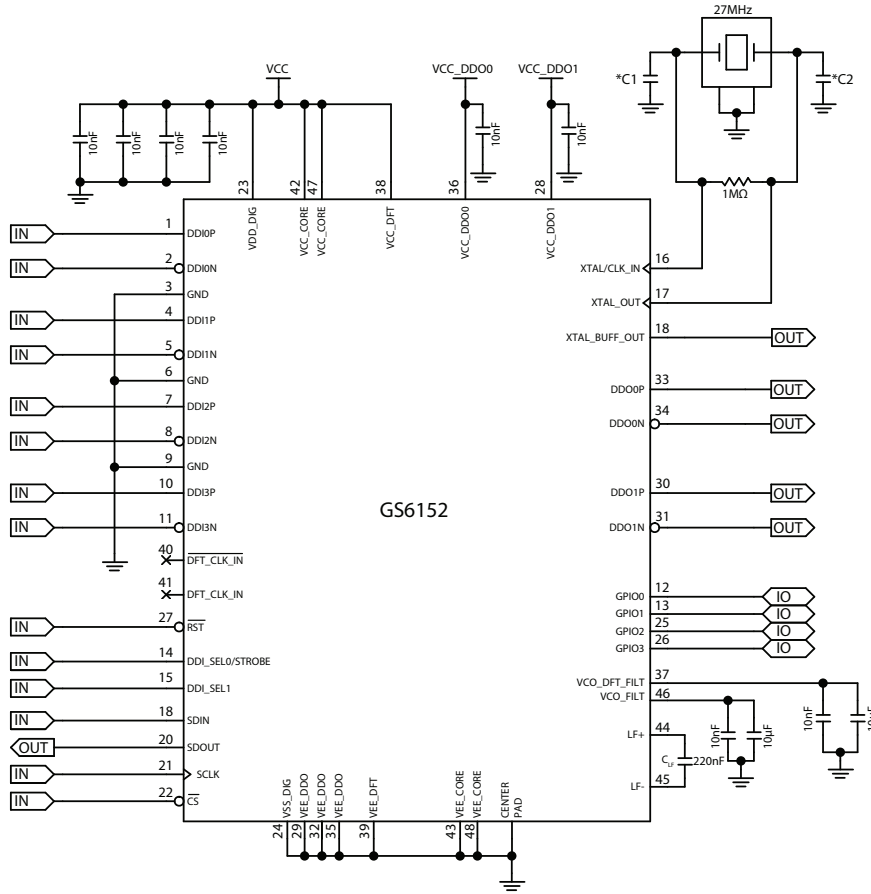 27MHz
*C1
*C2
VCC
VCC_DDO0
VCC_DDO1
10nF
10nF
10nF
10nF
10nF
10nF
1MΩ
23
42
47
38
36
28
VDD_DIG
VCC_CORE
VCC_CORE
VCC_DFT
VCC_DDO0
VCC_DDO1
IN 1 DDI0P
IN 2 DDI0N
3 GND
IN 4 DDI1P
IN 5 DDI1N
6 GND
IN 7 DDI2P
IN 8 DDI2N
9 GND
IN 10 DDI3P
IN 11 DDI3N
40 DFT_CLK_IN
41 DFT_CLK_IN
IN 27 RST
IN 14 DDI_SEL0/STROBE
IN 15 DDI_SEL1
IN 18 SDIN
OUT 20 SDOUT
IN 21 SCLK
IN 22 CS
GS6152
XTAL/CLK_IN 16
XTAL_OUT 17
XTAL_BUFF_OUT 18 OUT
DDO0P 33 OUT
DDO0N 34 OUT
DDO1P 30 OUT
DDO1N 31 OUT
GPIO0 12 IO
GPIO1 13 IO
GPIO2 25 IO
GPIO3 26 IO
VCO_DFT_FILT 37
VCO_FILT 46
10nF
10µF
10nF
10µF
LF+ 44
CLF 220nF
LF- 45
VSS_DIG
VEE_DDO
VEE_DDO
VEE_DDO
VEE_DFT
VEE_CORE
VEE_CORE
CENTER
PAD
24
29
32
35
39
43
48